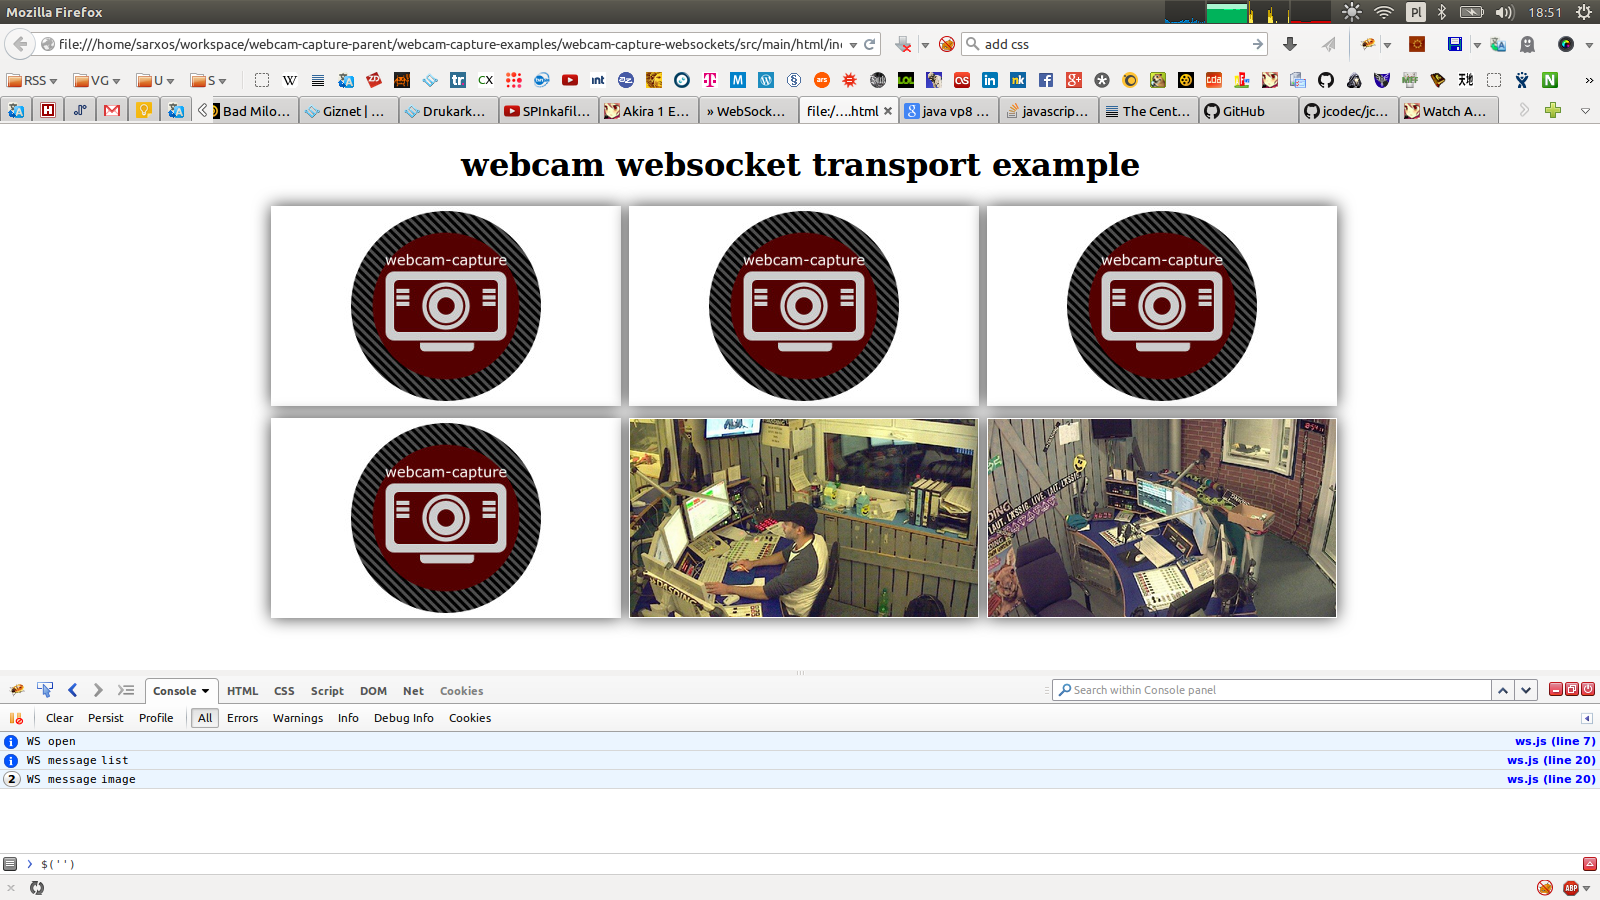 Mozilla Firefox
Pl
18:51
file:///home/sarxos/workspace/webcam-capture-parent/webcam-capture-examples/webcam-capture-websockets/src/main/html/in
add css
RSS
VG
U
S
Bad Milo...
Giznet | ...
Drukark...
SPInkafil...
Akira 1 E...
» WebSock...
file:/....html
java vp8 ...
javascrip...
The Cent...
GitHub
jcodec/jc...
Watch A...
webcam websocket transport example
webcam-capture
webcam-capture
webcam-capture
webcam-capture
Console
HTML
CSS
Script
DOM
Net
Cookies
Search within Console panel
Clear
Persist
Profile
All
Errors
Warnings
Info
Debug Info
Cookies
WS open
ws.js (line 7)
WS message list
ws.js (line 20)
2
WS message image
ws.js (line 20)
$('')
ABP